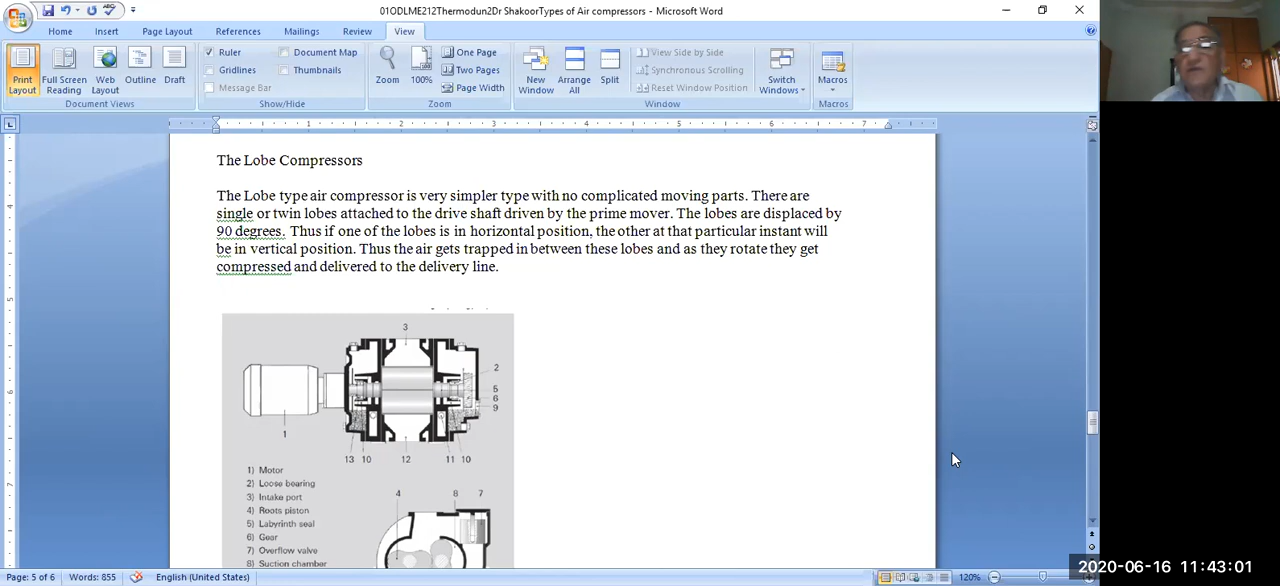 01ODLME212Thermodun2Dr ShakoorTypes of Air compressors - Microsoft Word
Home Insert Page Layout References Mailings Review View
Ruler Document Map One Page View Side by Side
Gridlines Thumbnails Two Pages Synchronous Scrolling
Message Bar Page Width Reset Window Position
Print Layout Full Screen Reading Web Layout Outline Draft Zoom 100% New Window Arrange All Split Switch Windows Macros
Document Views Show/Hide Zoom Window Macros
1 2 3 4 5 6 7
The Lobe Compressors
The Lobe type air compressor is very simpler type with no complicated moving parts. There are
single or twin lobes attached to the drive shaft driven by the prime mover. The lobes are displaced by
90 degrees. Thus if one of the lobes is in horizontal position, the other at that particular instant will
be in vertical position. Thus the air gets trapped in between these lobes and as they rotate they get
compressed and delivered to the delivery line.
3
2
5
6
9
1
13 10 12 11 10
1) Motor
2) Loose bearing
3) Intake port
4) Roots piston
5) Labyrinth seal
6) Gear
7) Overflow valve
8) Suction chamber
4 8 7
Page: 5 of 6 Words: 855 English (United States) 120%
2020-06-16 11:43:01